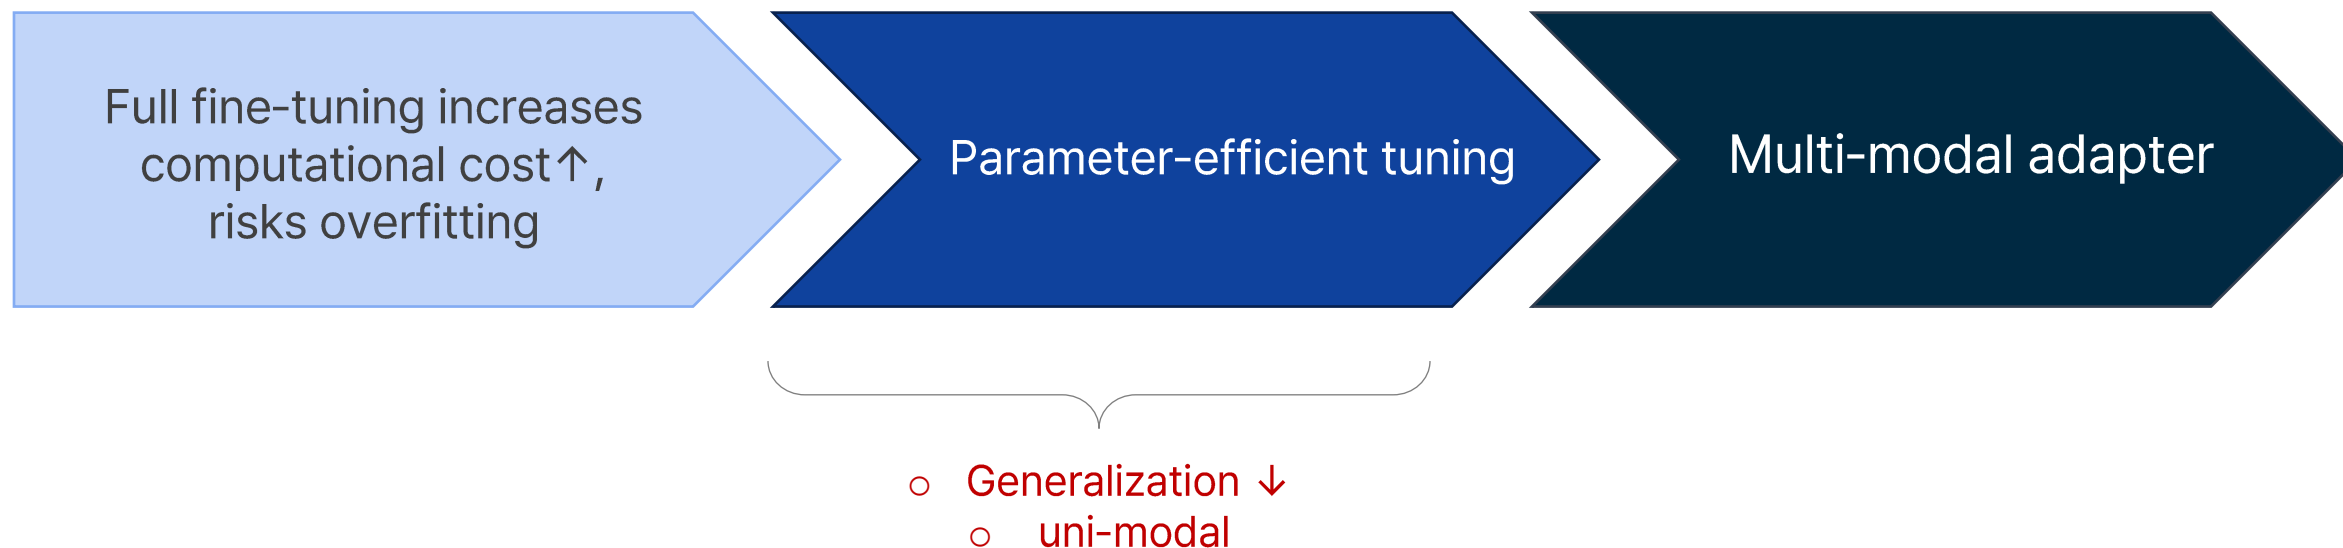 Full fine-tuning increases
computational cost↑,
risks overfitting
Parameter-efficient tuning
Multi-modal adapter
○ Generalization ↓
○ uni-modal